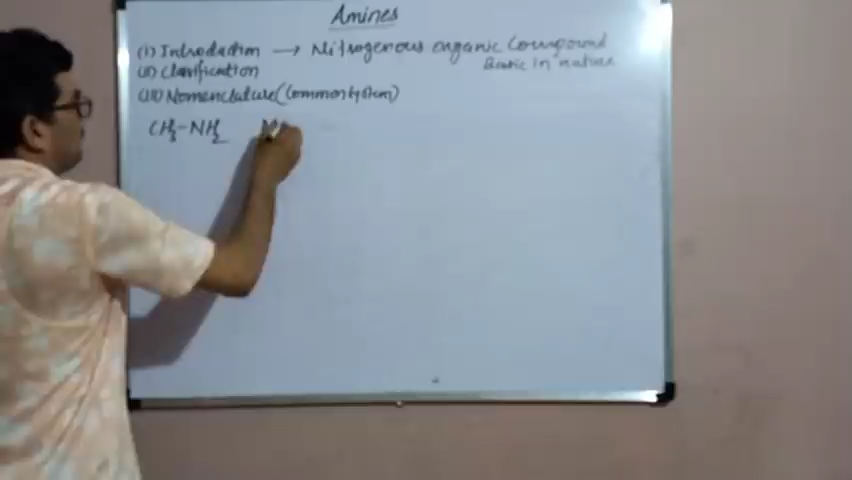 Amines
(i) Introduction → Nitrogenous organic Compound
Basic in nature
(ii) Classification
(iii) Nomenclature (Common system)
CH3-NH2 M